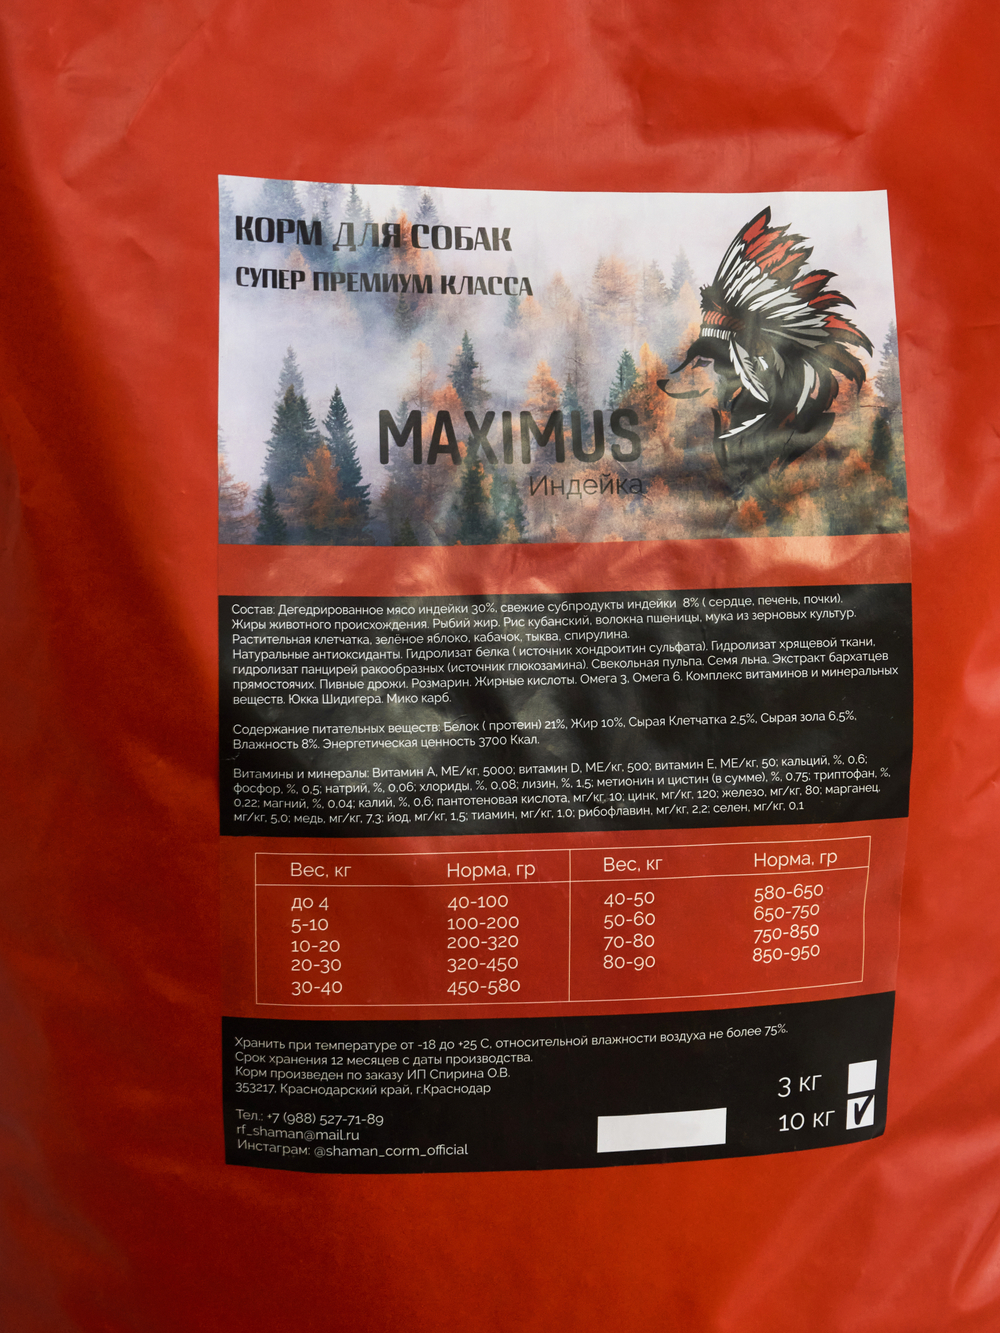 КОРМ ДЛЯ СОБАК
СУПЕР ПРЕМИУМ КЛАССА
MAXIMUS
Индейка
Состав: Дегедрированное мясо индейки 30%, свежие субпродукты индейки 8% ( сердце, печень, почки).
Жиры животного происхождения. Рыбий жир. Рис кубанский, волокна пшеницы, мука из зерновых культур.
Растительная клетчатка, зелёное яблоко, кабачок, тыква, спирулина.
Натуральные антиоксиданты. Гидролизат белка ( источник хондроитин сульфата). Гидролизат хрящевой ткани,
гидролизат панцирей ракообразных (источник глюкозамина). Свекольная пульпа. Семя льна. Экстракт бархатцев
прямостоячих. Пивные дрожи. Розмарин. Жирные кислоты. Омега 3, Омега 6. Комплекс витаминов и минеральных
веществ. Юкка Шидигера. Мико карб.
Содержание питательных веществ: Белок ( протеин) 21%, Жир 10%, Сырая Клетчатка 2,5%, Сырая зола 6,5%,
Влажность 8%. Энергетическая ценность 3700 Ккал.
Витамины и минералы: Витамин А, МЕ/кг, 5000; витамин D, МЕ/кг, 500; витамин Е, МЕ/кг, 50; кальций, %, 0,6;
фосфор, %, 0,5; натрий, %, 0,06; хлориды, %, 0,08; лизин, %, 1,5; метионин и цистин (в сумме), %, 0,75; триптофан, %,
0,22; магний, %, 0,04; калий, %, 0,6; пантотеновая кислота, мг/кг, 10; цинк, мг/кг, 120; железо, мг/кг, 80; марганец,
мг/кг, 5,0; медь, мг/кг, 7,3; йод, мг/кг, 1,5; тиамин, мг/кг, 1,0; рибофлавин, мг/кг, 2,2; селен, мг/кг, 0,1
Вес, кг Норма, гр Вес, кг Норма, гр
до 4 40-100 40-50 580-650
5-10 100-200 50-60 650-750
10-20 200-320 70-80 750-850
20-30 320-450 80-90 850-950
30-40 450-580
Хранить при температуре от -18 до +25 С, относительной влажности воздуха не более 75%.
Срок хранения 12 месяцев с даты производства.
Корм произведен по заказу ИП Спирина О.В.
353217, Краснодарский край, г.Краснодар
3 КГ
10 КГ
Тел.: +7 (988) 527-71-89
rf_shaman@mail.ru
Инстаграм: @shaman_corm_official